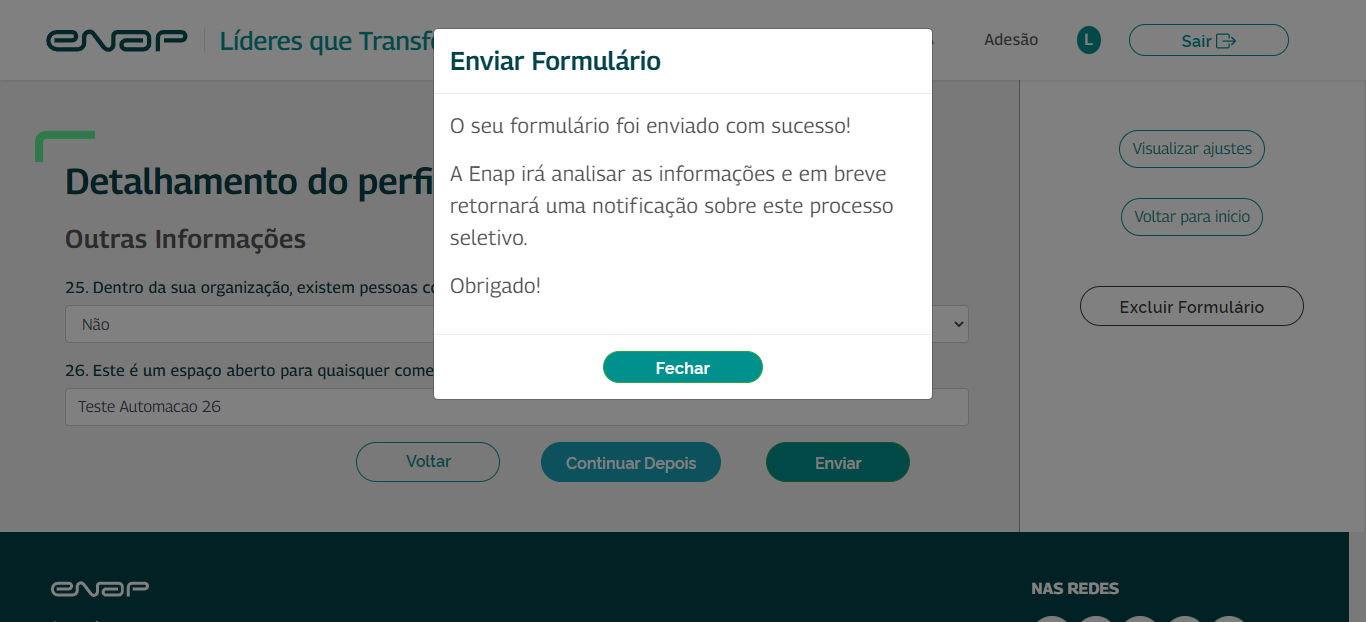 enap
Líderes que Transf
Adesão
L
Sair
Enviar Formulário
O seu formulário foi enviado com sucesso!
A Enap irá analisar as informações e em breve
retornará uma notificação sobre este processo
seletivo.
Obrigado!
Fechar
Detalhamento do perfi
Outras Informações
25. Dentro da sua organização, existem pessoas c
Não
26. Este é um espaço aberto para quaisquer come
Teste Automacao 26
Voltar
Continuar Depois
Enviar
Visualizar ajustes
Voltar para inicio
Excluir Formulário
enap
NAS REDES